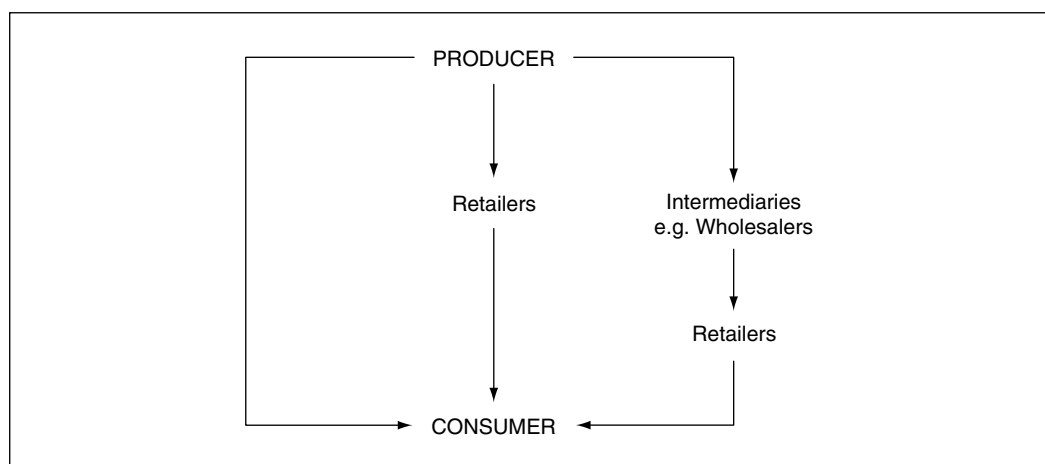 PRODUCER
Retailers
Intermediaries
e.g. Wholesalers
Retailers
CONSUMER